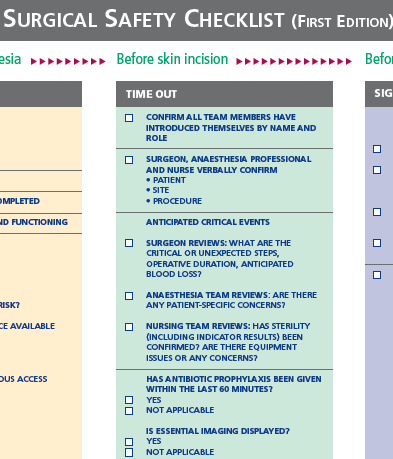 SURGICAL SAFETY CHECKLIST (FIRST EDITION)
esia
Before skin incision
Befor
TIME OUT
SIG
CONFIRM ALL TEAM MEMBERS HAVE
INTRODUCED THEMSELVES BY NAME AND
ROLE
SURGEON, ANAESTHESIA PROFESSIONAL
AND NURSE VERBALLY CONFIRM
• PATIENT
• SITE
• PROCEDURE
ANTICIPATED CRITICAL EVENTS
SURGEON REVIEWS: WHAT ARE THE
CRITICAL OR UNEXPECTED STEPS,
OPERATIVE DURATION, ANTICIPATED
BLOOD LOSS?
ANAESTHESIA TEAM REVIEWS: ARE THERE
ANY PATIENT-SPECIFIC CONCERNS?
NURSING TEAM REVIEWS: HAS STERILITY
(INCLUDING INDICATOR RESULTS) BEEN
CONFIRMED? ARE THERE EQUIPMENT
ISSUES OR ANY CONCERNS?
HAS ANTIBIOTIC PROPHYLAXIS BEEN GIVEN
WITHIN THE LAST 60 MINUTES?
YES
NOT APPLICABLE
IS ESSENTIAL IMAGING DISPLAYED?
YES
NOT APPLICABLE
OMPLETED
ND FUNCTIONING
RISK?
CE AVAILABLE
OUS ACCESS